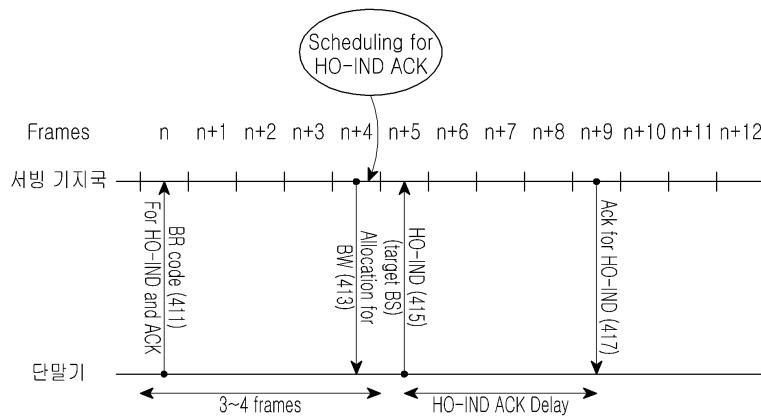 Scheduling for
HO-IND ACK
Frames n n+1 n+2 n+3 n+4 n+5 n+6 n+7 n+8 n+9 n+10 n+11 n+12
서빙 기지국
BR code (411)
For HO-IND and ACK
Allocation for
BW (413)
HO-IND (415)
(target BS)
Ack for HO-IND (417)
단말기
3~4 frames
HO-IND ACK Delay